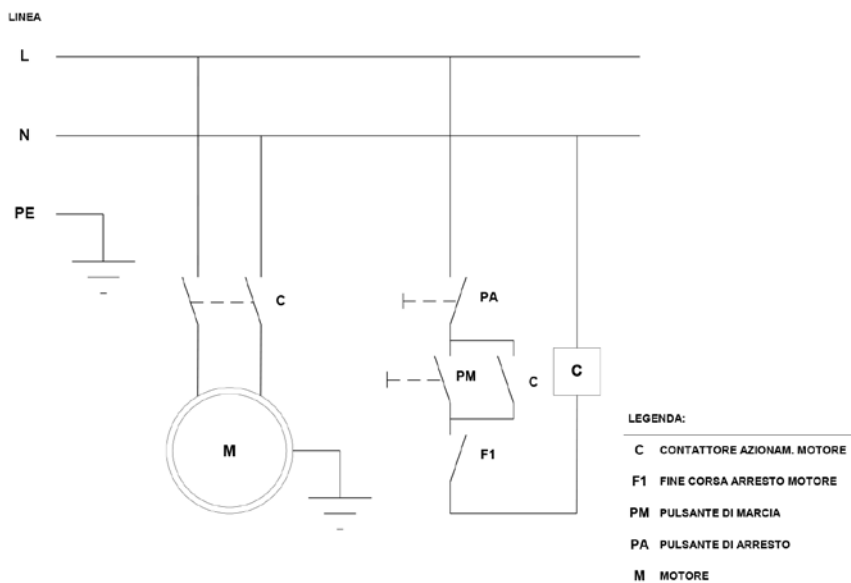 LINEA
L
N
PE
C
PA
PM
C
C
M
F1
LEGENDA:
C CONTATTORE AZIONAM. MOTORE
F1 FINE CORSA ARRESTO MOTORE
PM PULSANTE DI MARCIA
PA PULSANTE DI ARRESTO
M MOTORE